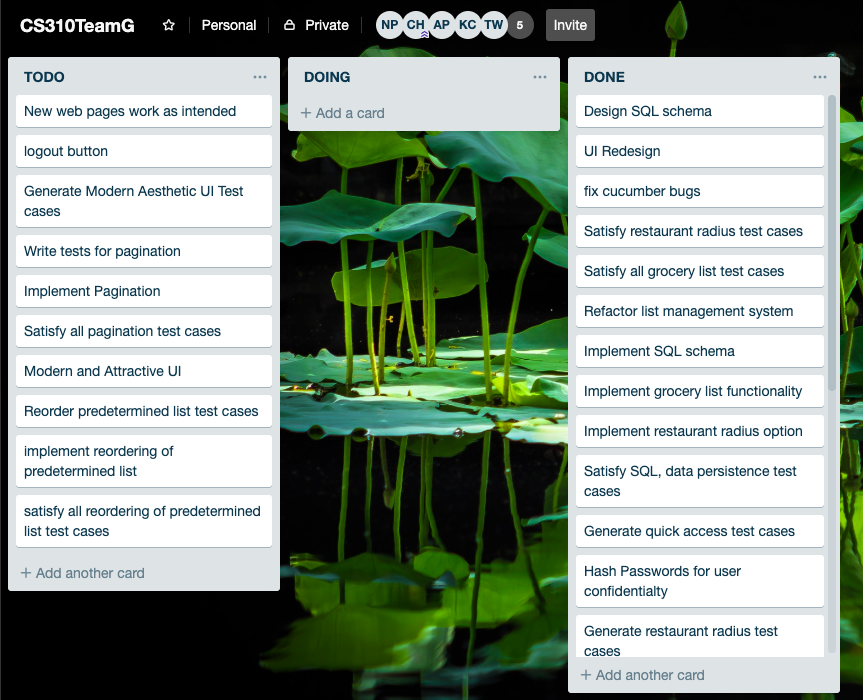 CS310TeamG
Personal
Private
NP CH AP KC TW 5
Invite
TODO
New web pages work as intended
logout button
Generate Modern Aesthetic UI Test
cases
Write tests for pagination
Implement Pagination
Satisfy all pagination test cases
Modern and Attractive UI
Reorder predetermined list test cases
implement reordering of
predetermined list
satisfy all reordering of predetermined
list test cases
+ Add another card
DOING
+ Add a card
DONE
Design SQL schema
UI Redesign
fix cucumber bugs
Satisfy restaurant radius test cases
Satisfy all grocery list test cases
Refactor list management system
Implement SQL schema
Implement grocery list functionality
Implement restaurant radius option
Satisfy SQL, data persistence test
cases
Generate quick access test cases
Hash Passwords for user
confidentialty
Generate restaurant radius test
cases
+ Add another card